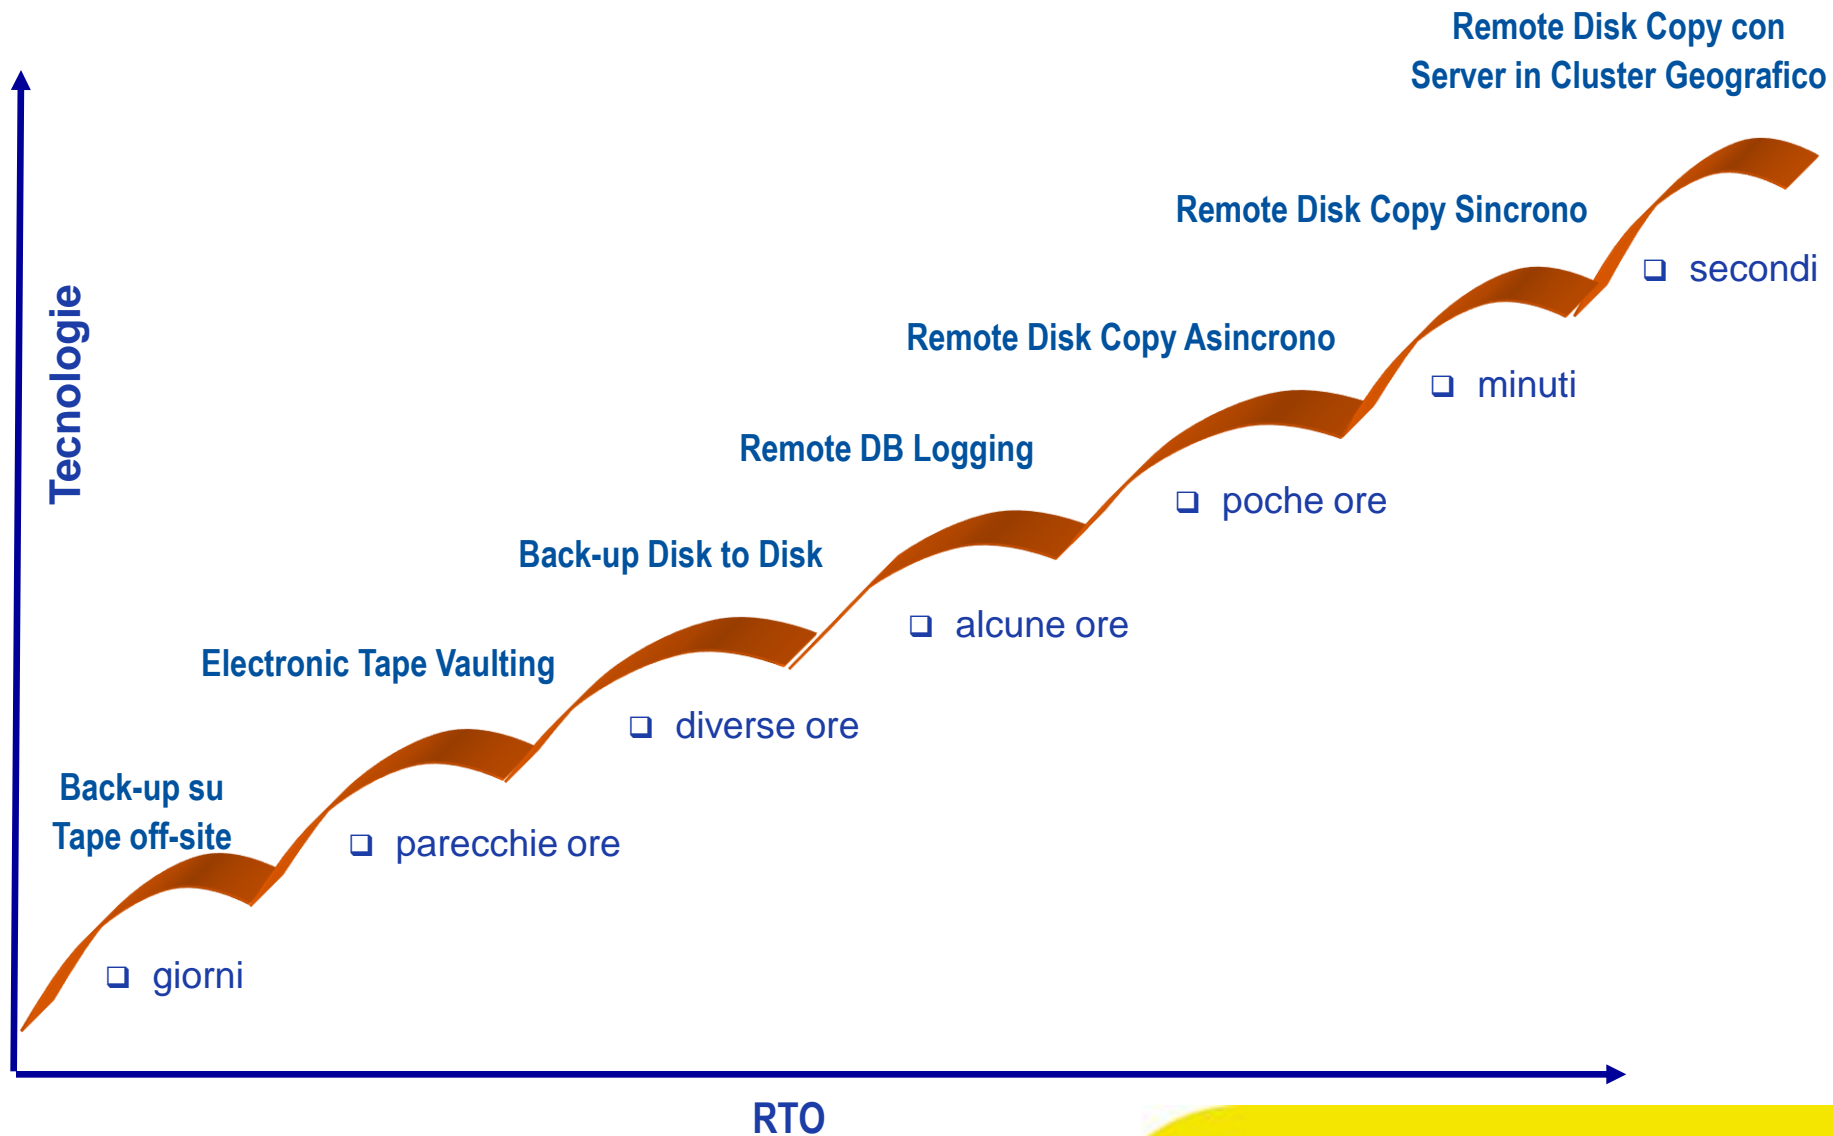 Remote Disk Copy con
Server in Cluster Geografico
Remote Disk Copy Sincrono
secondi
Remote Disk Copy Asincrono
minuti
Remote DB Logging
poche ore
Back-up Disk to Disk
alcune ore
Electronic Tape Vaulting
diverse ore
Back-up su
Tape off-site
parecchie ore
giorni
Tecnologie
RTO